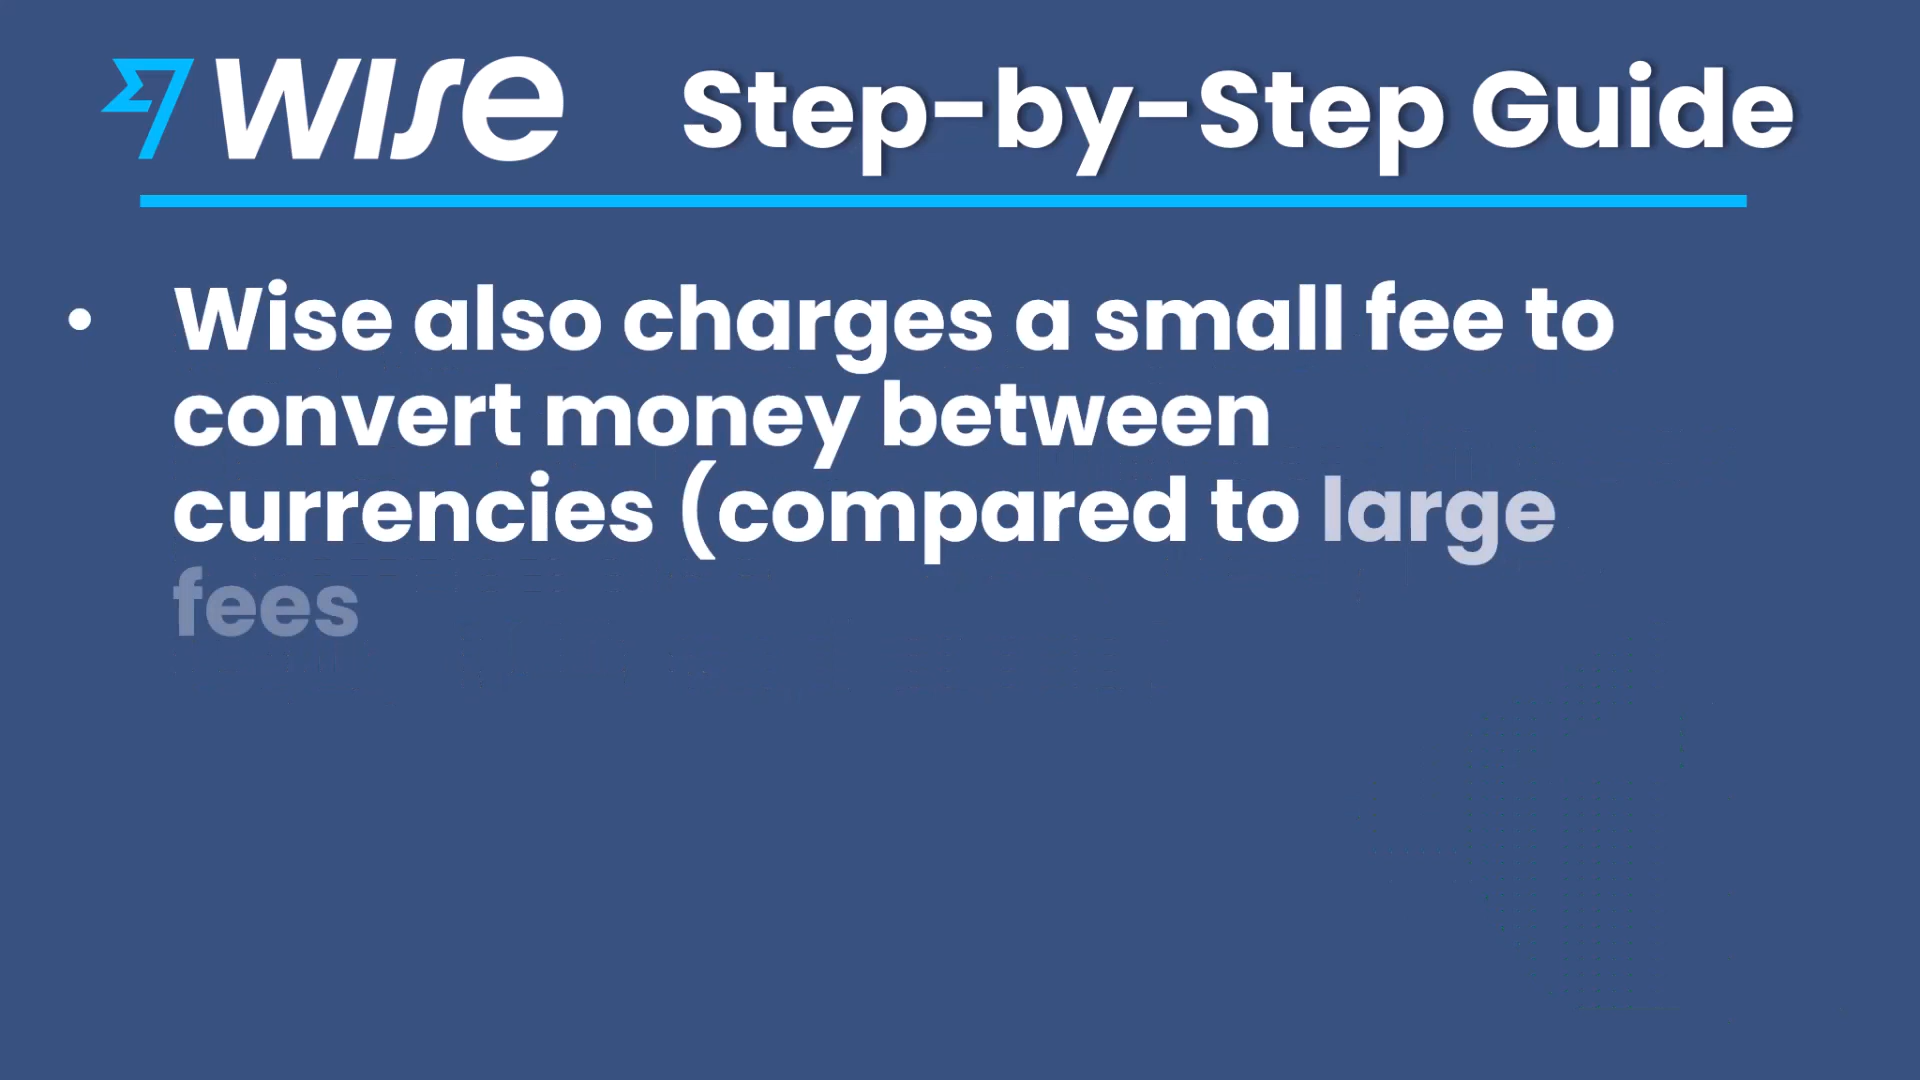 wise Step-by-Step Guide
• Wise also charges a small fee to
convert money between
currencies (compared to large
fees